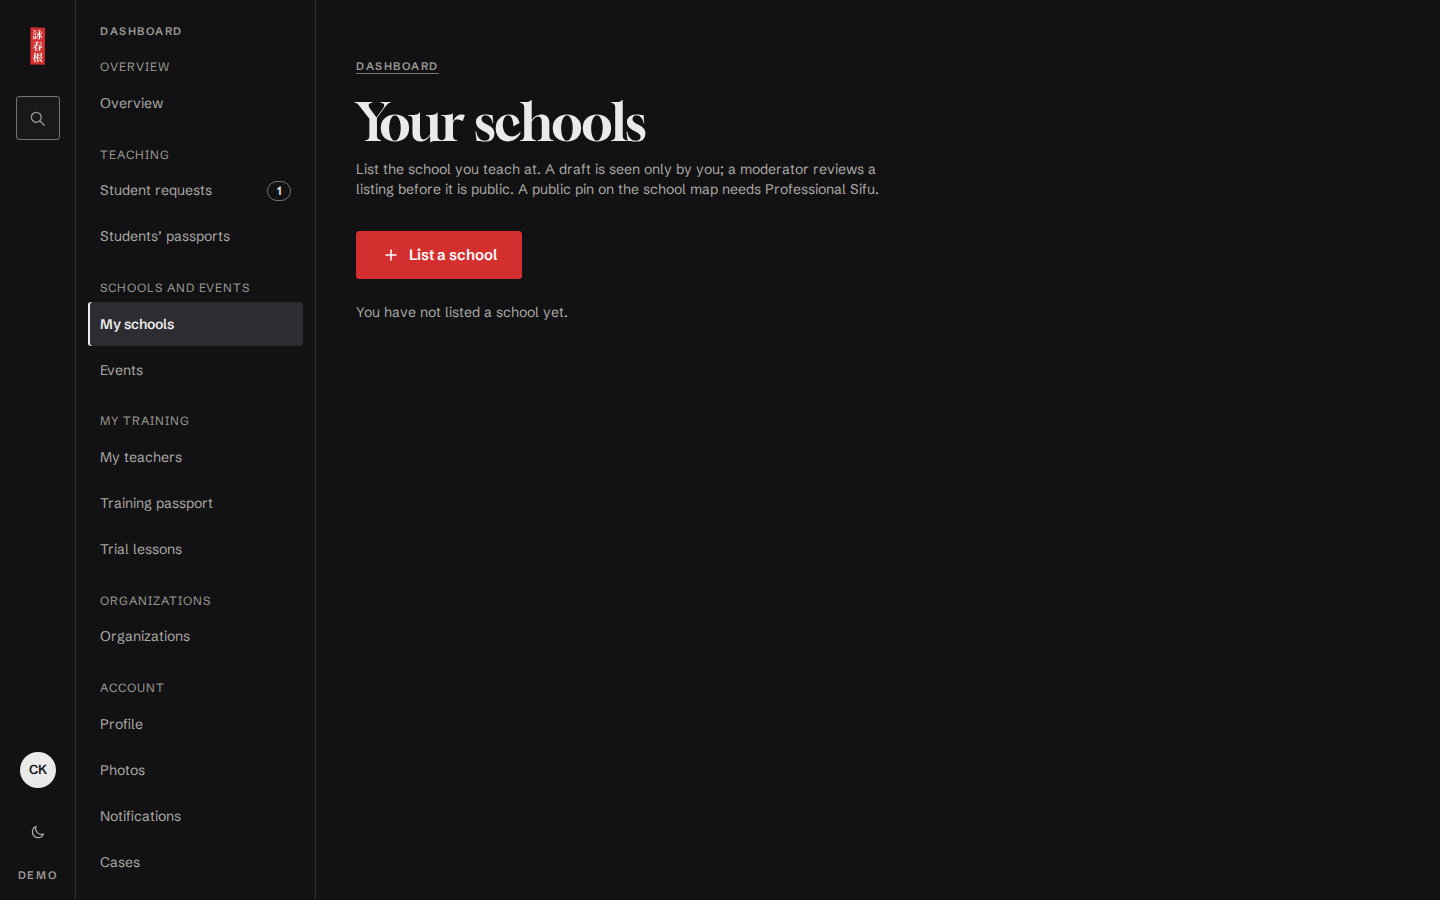 詠春根
DASHBOARD
OVERVIEW
Overview
TEACHING
Student requests 1
Students’ passports
SCHOOLS AND EVENTS
My schools
Events
MY TRAINING
My teachers
Training passport
Trial lessons
ORGANIZATIONS
Organizations
ACCOUNT
Profile
Photos
Notifications
Cases
CK
DEMO
DASHBOARD
Your schools
List the school you teach at. A draft is seen only by you; a moderator reviews a
listing before it is public. A public pin on the school map needs Professional Sifu.
List a school
You have not listed a school yet.